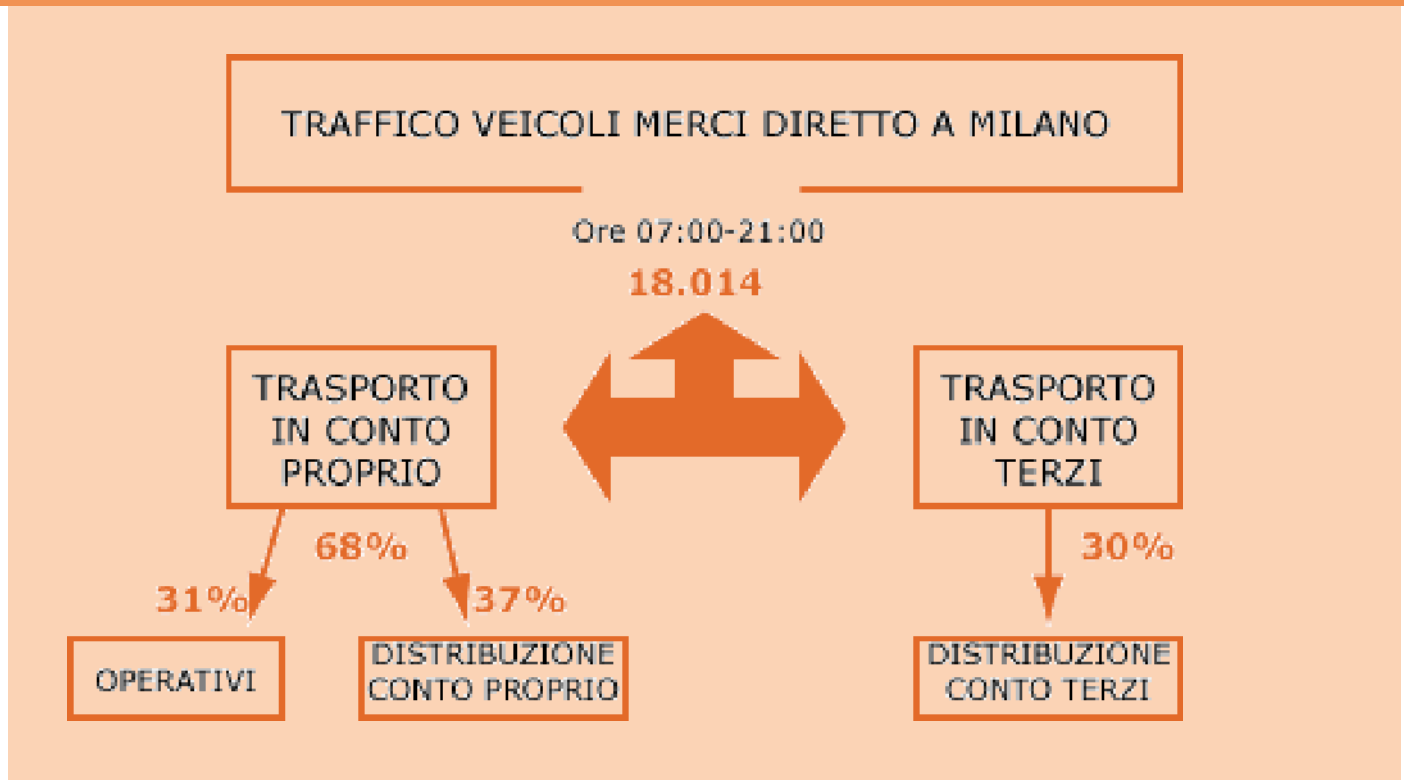 TRAFFICO VEICOLI MERCI DIRETTO A MILANO
Ore 07:00-21:00
18.014
TRASPORTO
IN CONTO
PROPRIO
TRASPORTO
IN CONTO
TERZI
68%
30%
31%
37%
OPERATIVI
DISTRIBUZIONE
CONTO PROPRIO
DISTRIBUZIONE
CONTO TERZI